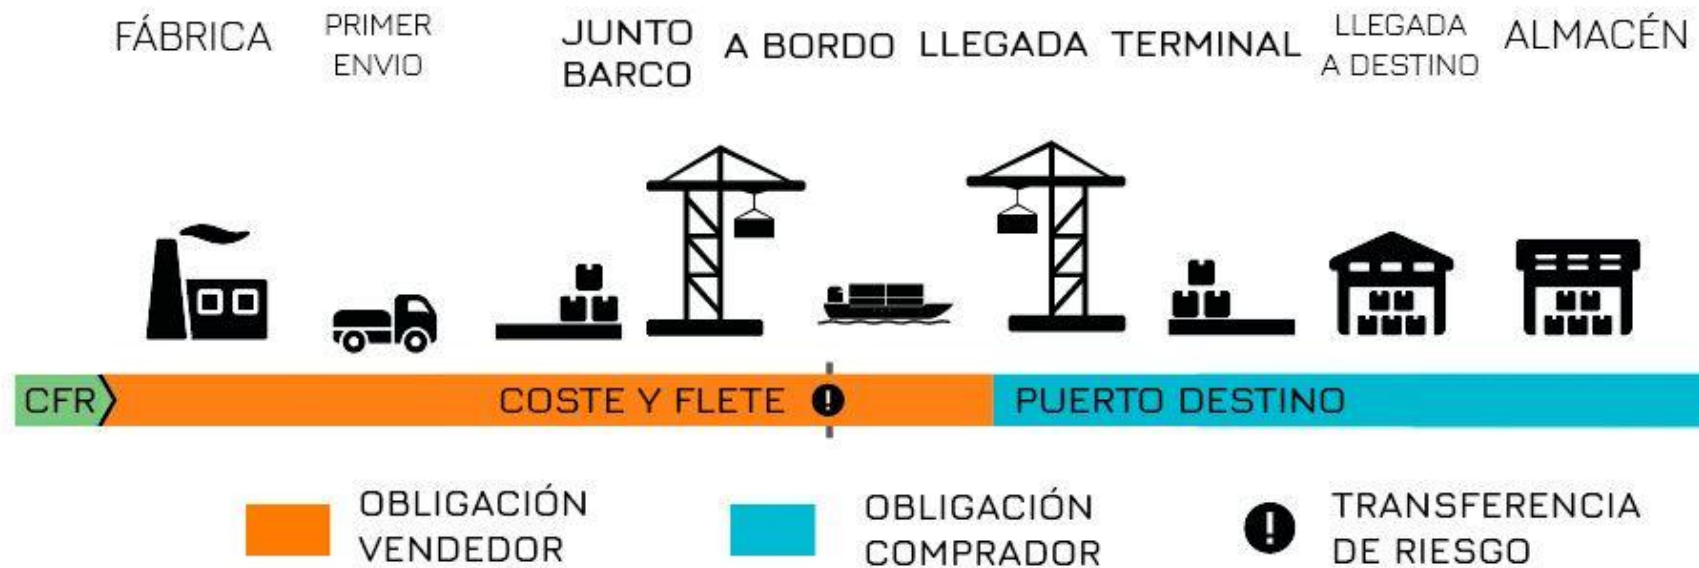 FÁBRICA
PRIMER
ENVIO
JUNTO
BARCO
A BORDO
LLEGADA
TERMINAL
LLEGADA
A DESTINO
ALMACÉN
CFR
COSTE Y FLETE
PUERTO DESTINO
OBLIGACIÓN
VENDEDOR
OBLIGACIÓN
COMPRADOR
TRANSFERENCIA
DE RIESGO